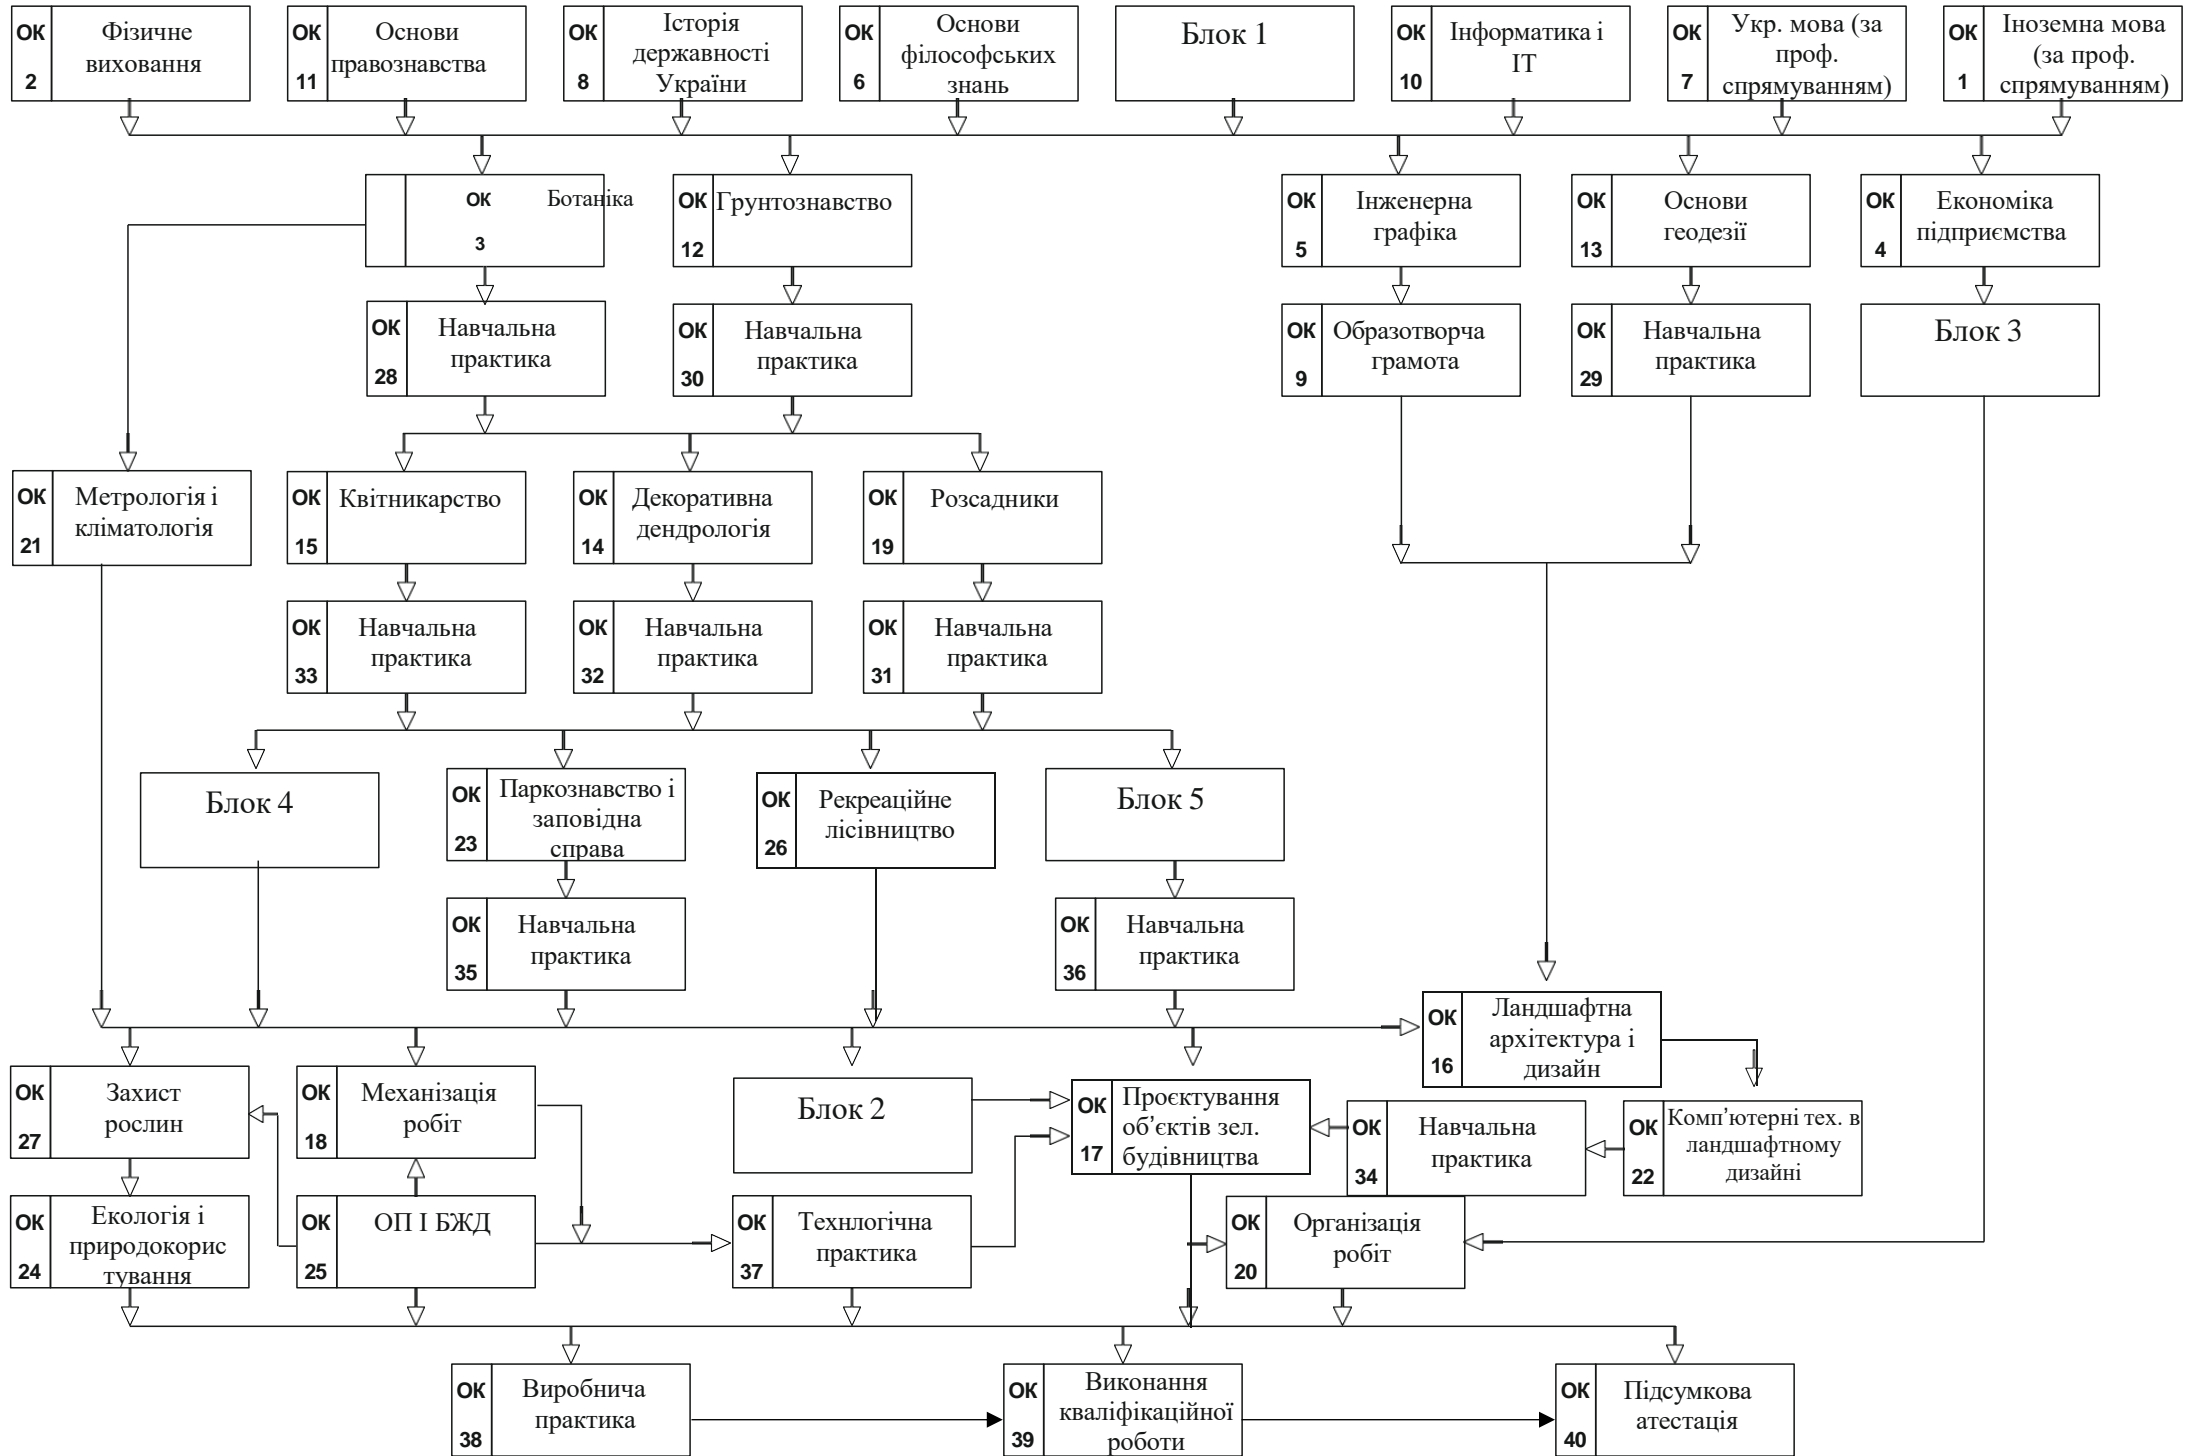 ОК
2
Фізичне
виховання
ОК
11
Основи
правознавства
ОК
8
Історія
державності
України
ОК
6
Основи
філософських
знань
Блок 1
ОК
10
Інформатика і
ІТ
ОК
7
Укр. мова (за
проф.
спрямуванням)
ОК
1
Іноземна мова
(за проф.
спрямуванням)
ОК
3
Ботаніка
ОК
12
Грунтознавство
ОК
5
Інженерна
графіка
ОК
13
Основи
геодезії
ОК
4
Економіка
підприємства
ОК
28
Навчальна
практика
ОК
30
Навчальна
практика
ОК
9
Образотворча
грамота
ОК
29
Навчальна
практика
Блок 3
ОК
21
Метрологія і
кліматологія
ОК
15
Квітникарство
ОК
14
Декоративна
дендрологія
ОК
19
Розсадники
ОК
33
Навчальна
практика
ОК
32
Навчальна
практика
ОК
31
Навчальна
практика
Блок 4
ОК
23
Паркознавство і
заповідна
справа
ОК
26
Рекреаційне
лісівництво
Блок 5
ОК
35
Навчальна
практика
ОК
36
Навчальна
практика
ОК
16
Ландшафтна
архітектура і
дизайн
ОК
27
Захист
рослин
ОК
18
Механізація
робіт
Блок 2
ОК
17
Проєктування
об’єктів зел.
будівництва
ОК
34
Навчальна
практика
ОК
22
Комп’ютерні тех. в
ландшафтному
дизайні
ОК
24
Екологія і
природокорис
тування
ОК
25
ОП І БЖД
ОК
37
Технлогічна
практика
ОК
20
Організація
робіт
ОК
38
Виробнича
практика
ОК
39
Виконання
кваліфікаційної
роботи
ОК
40
Підсумкова
атестація